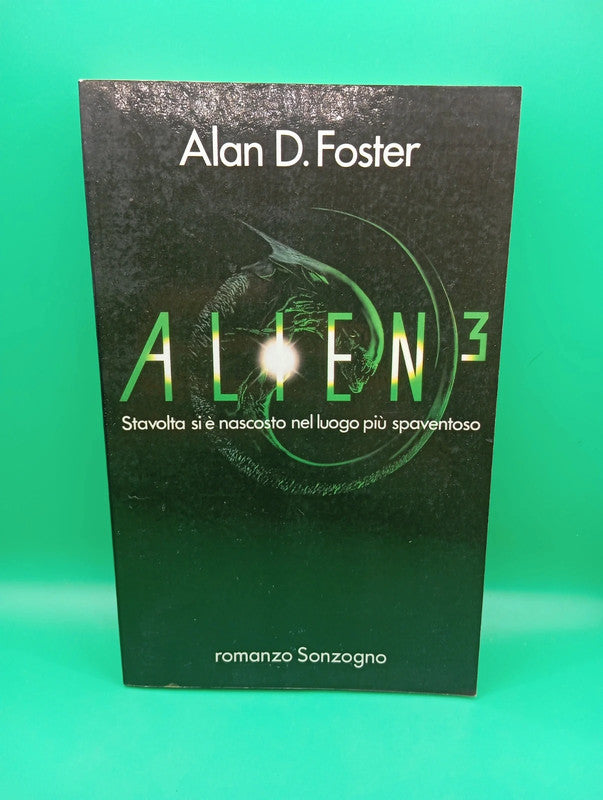 Alan D. Foster
ALIEN³
Stavolta si è nascosto nel luogo più spaventoso
romanzo Sonzogno